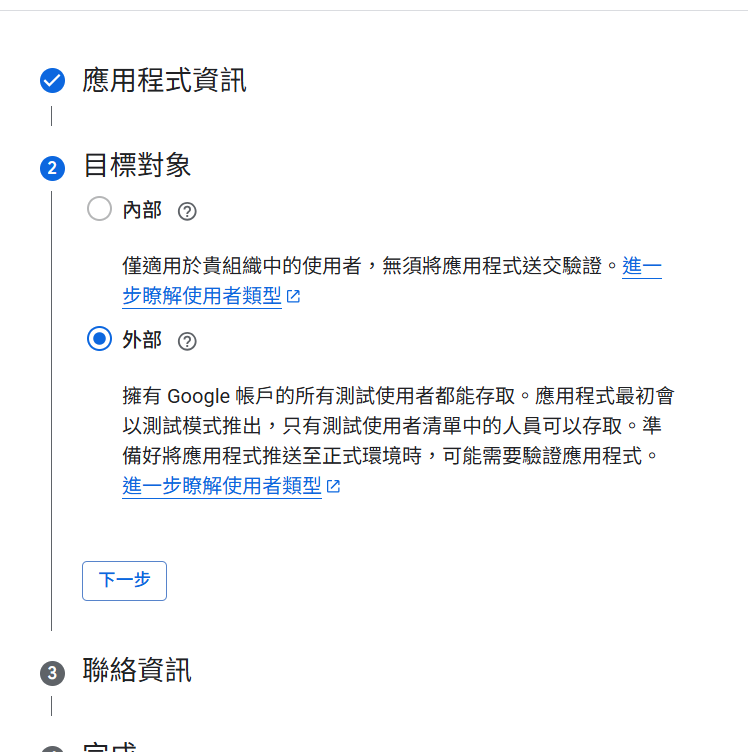 應用程式資訊
2 目標對象
內部
僅適用於貴組織中的使用者，無須將應用程式送交驗證。進一
步瞭解使用者類型
外部
擁有 Google 帳戶的所有測試使用者都能存取。應用程式最初會
以測試模式推出，只有測試使用者清單中的人員可以存取。準
備好將應用程式推送至正式環境時，可能需要驗證應用程式。
進一步瞭解使用者類型
下一步
3 聯絡資訊
完成